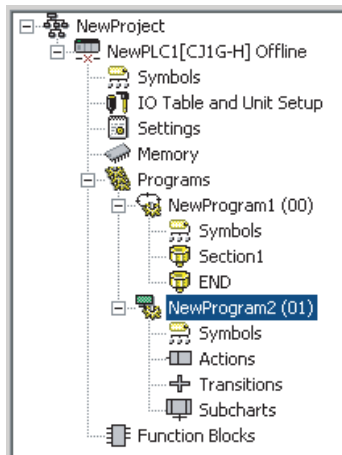 NewProject
NewPLC1[CJ1G-H] Offline
Symbols
IO Table and Unit Setup
Settings
Memory
Programs
NewProgram1 (00)
Symbols
Section1
END
NewProgram2 (01)
Symbols
Actions
Transitions
Subcharts
Function Blocks